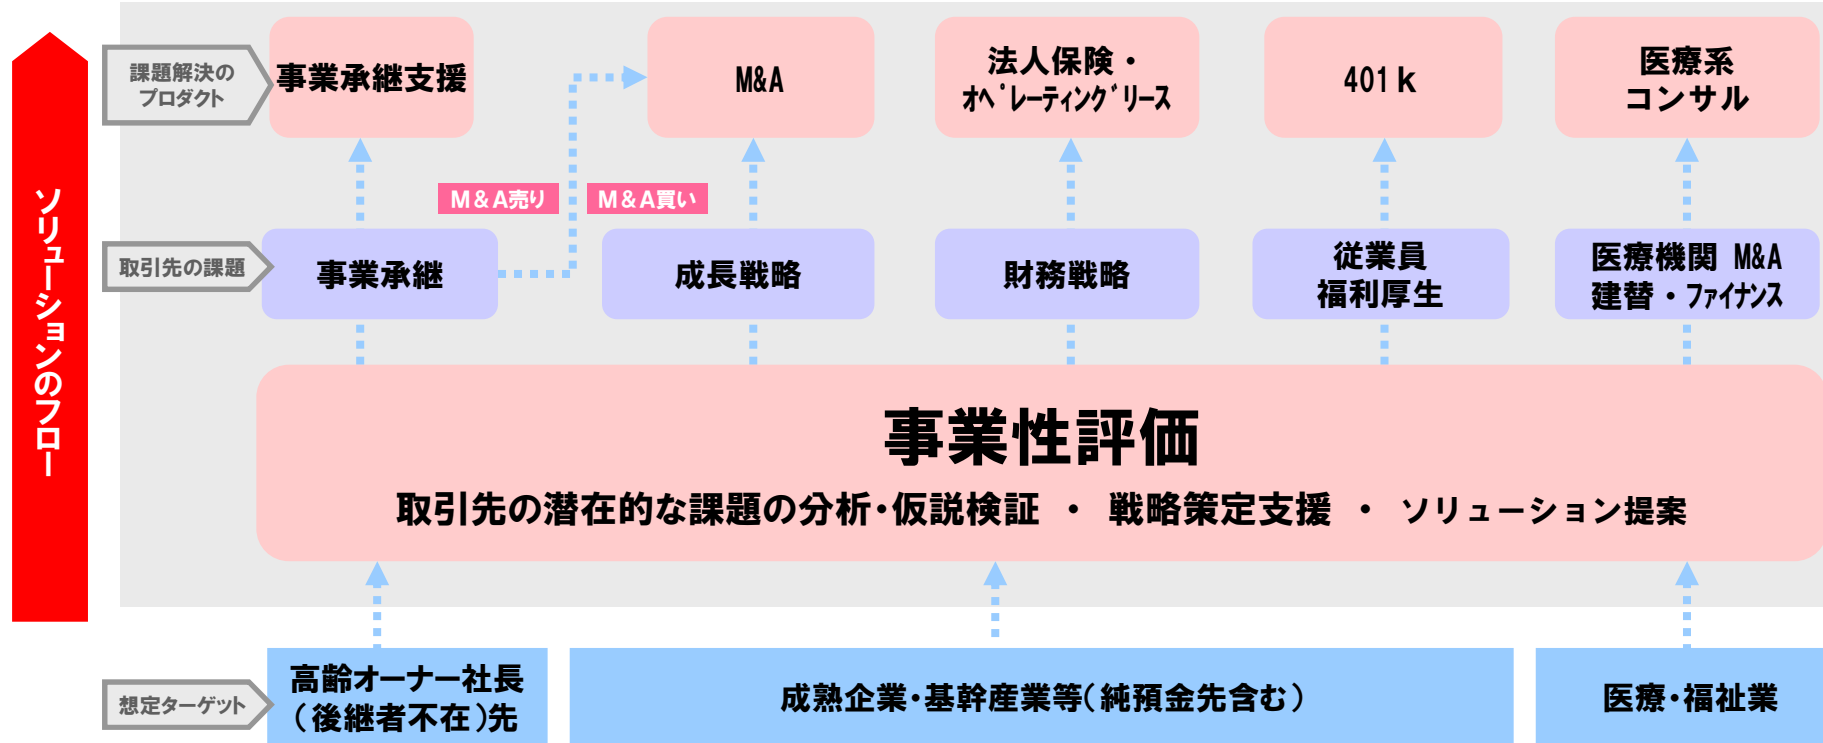 ソリューションのフロー
課題解決の
プロダクト
事業承継支援
M&A
法人保険・
ｵﾍﾟﾚｰﾃｨﾝｸﾞﾘｰｽ
401ｋ
医療系
コンサル
M＆A売り
M＆A買い
取引先の課題
事業承継
成長戦略
財務戦略
従業員
福利厚生
医療機関 M&A
建替・ﾌｧｲﾅﾝｽ
事業性評価
取引先の潜在的な課題の分析・仮説検証 ・ 戦略策定支援 ・ ソリューション提案
想定ターゲット
高齢オーナー社長
（後継者不在）先
成熟企業・基幹産業等（純預金先含む）
医療・福祉業